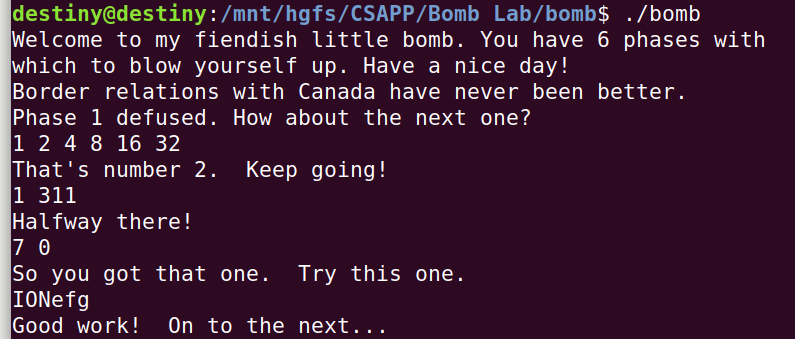 destiny@destiny:/mnt/hgfs/CSAPP/Bomb Lab/bomb$ ./bomb
Welcome to my fiendish little bomb. You have 6 phases with
which to blow yourself up. Have a nice day!
Border relations with Canada have never been better.
Phase 1 defused. How about the next one?
1 2 4 8 16 32
That's number 2.  Keep going!
1 311
Halfway there!
7 0
So you got that one.  Try this one.
IONefg
Good work!  On to the next...